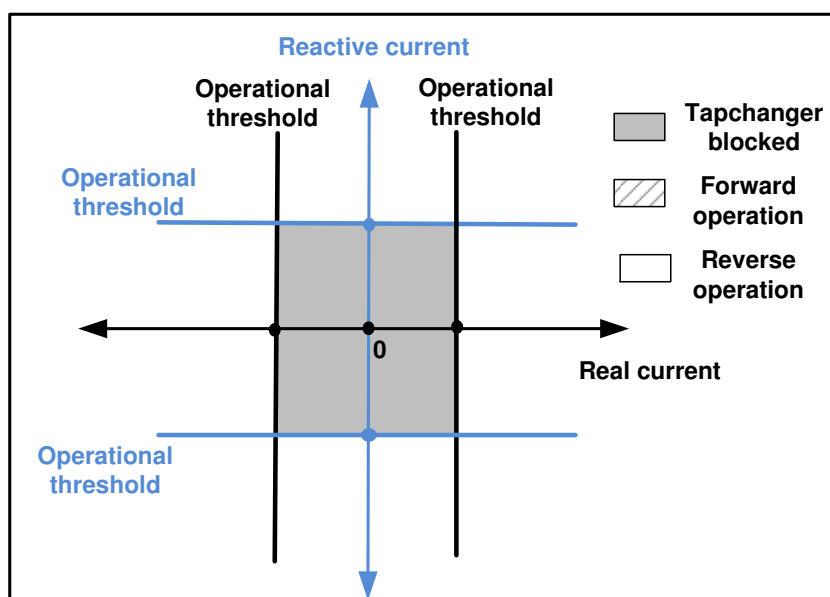 Reactive current
Operational
threshold
Operational
threshold
Operational
threshold
Tapchanger
blocked
Forward
operation
Reverse
operation
0
Real current
Operational
threshold